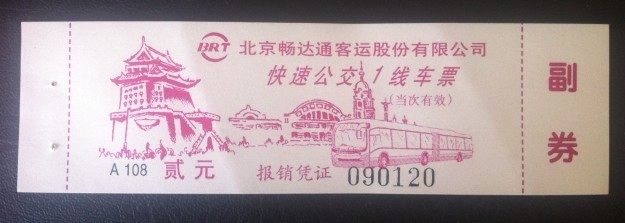 BRT 北京畅达通客运股份有限公司
快速公交1线车票
(当次有效)
A 108 贰元 报销凭证 090120
副券